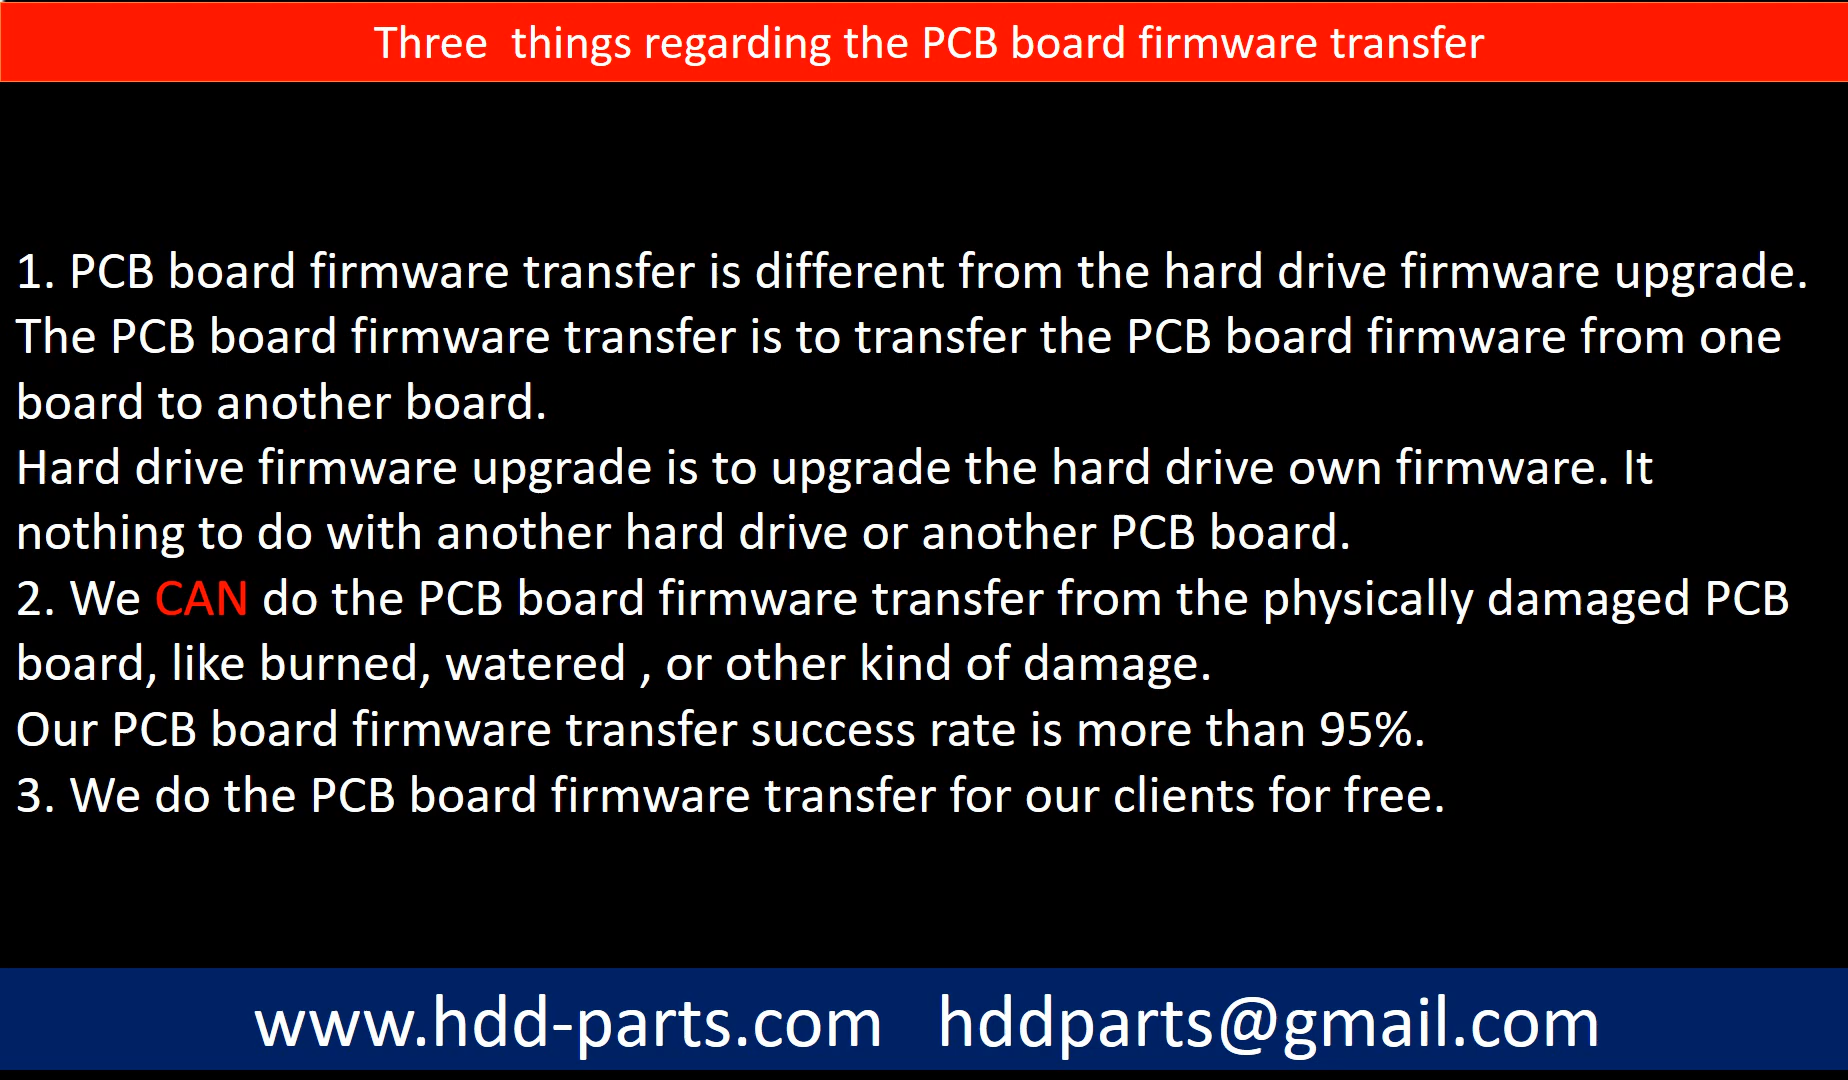 Three  things regarding the PCB board firmware transfer
1. PCB board firmware transfer is different from the hard drive firmware upgrade.
The PCB board firmware transfer is to transfer the PCB board firmware from one
board to another board.
Hard drive firmware upgrade is to upgrade the hard drive own firmware. It
nothing to do with another hard drive or another PCB board.
2. We CAN do the PCB board firmware transfer from the physically damaged PCB
board, like burned, watered , or other kind of damage.
Our PCB board firmware transfer success rate is more than 95%.
3. We do the PCB board firmware transfer for our clients for free.
www.hdd-parts.com   hddparts@gmail.com